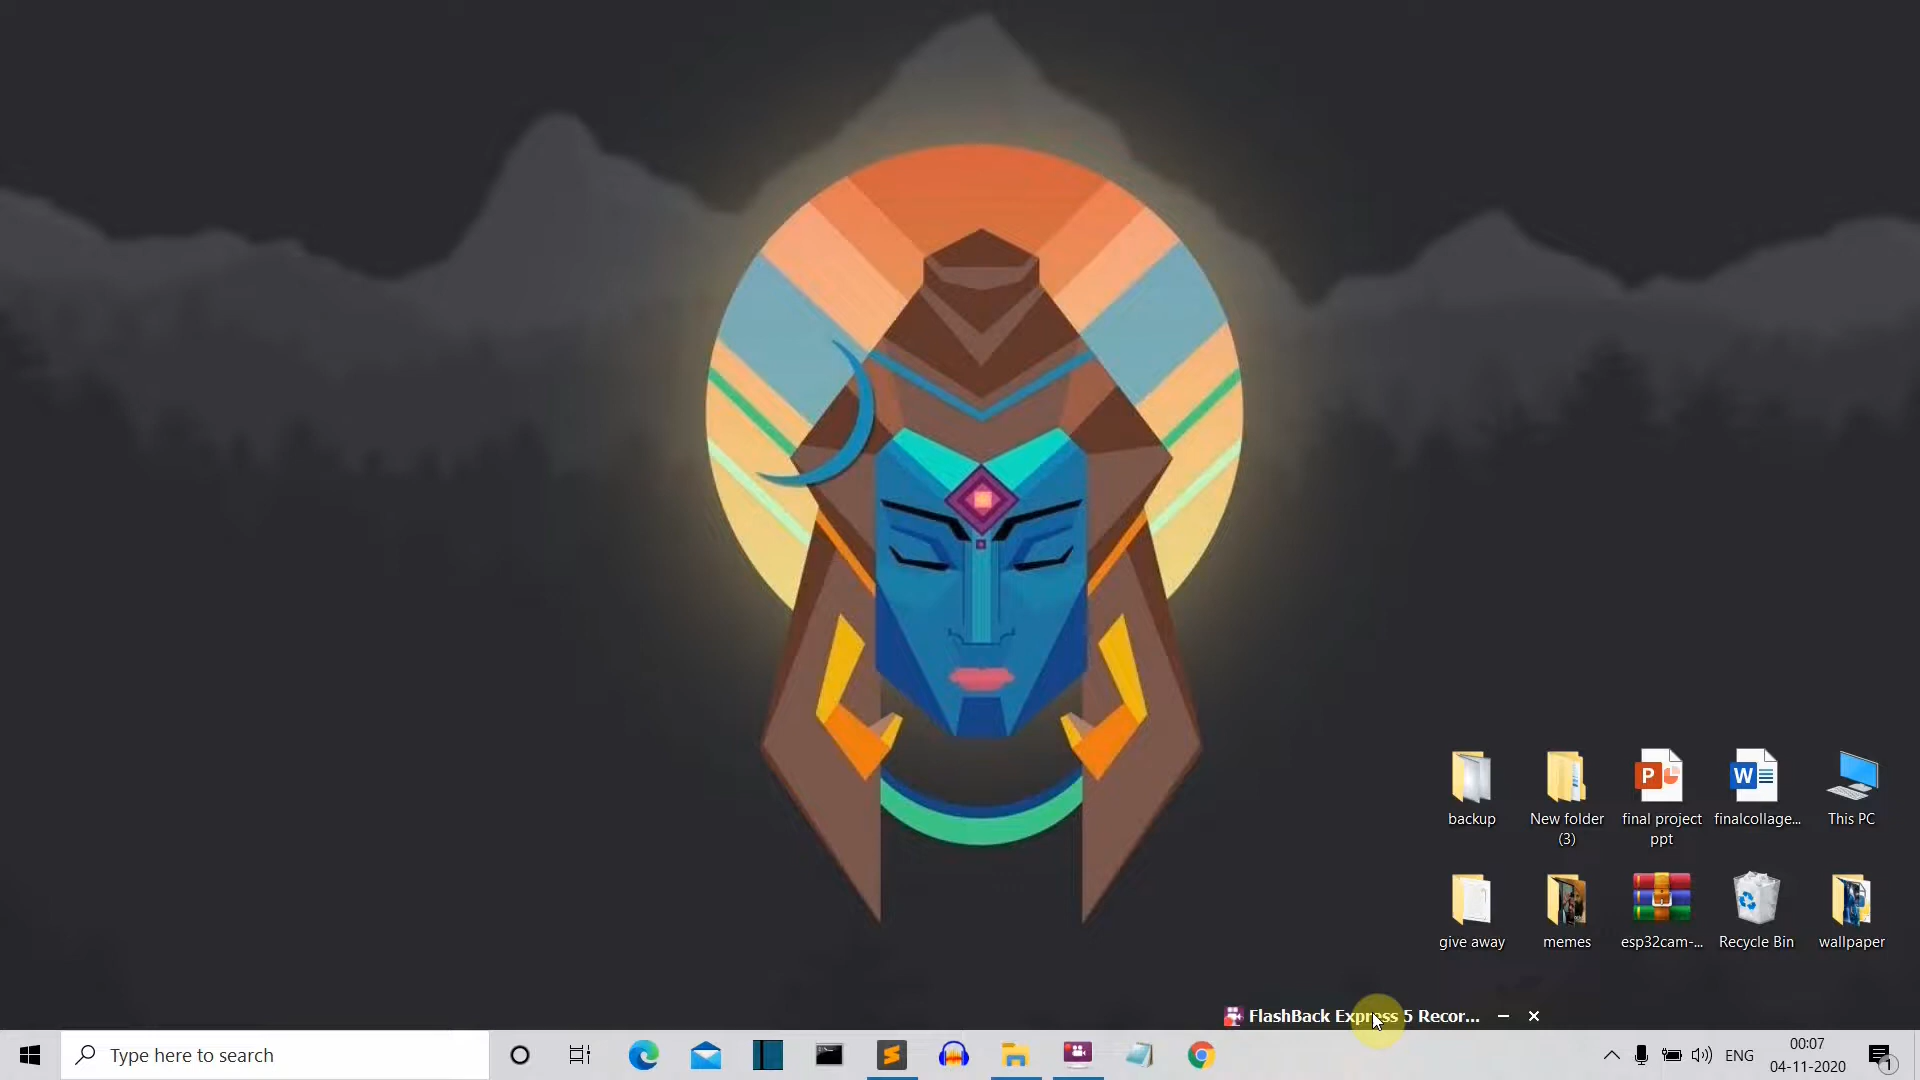 backup
New folder
(3)
final project
ppt
finalcollage...
This PC
give away
memes
esp32cam-...
Recycle Bin
wallpaper
FlashBack Express 5 Recor...
Type here to search
ENG
00:07
04-11-2020
1